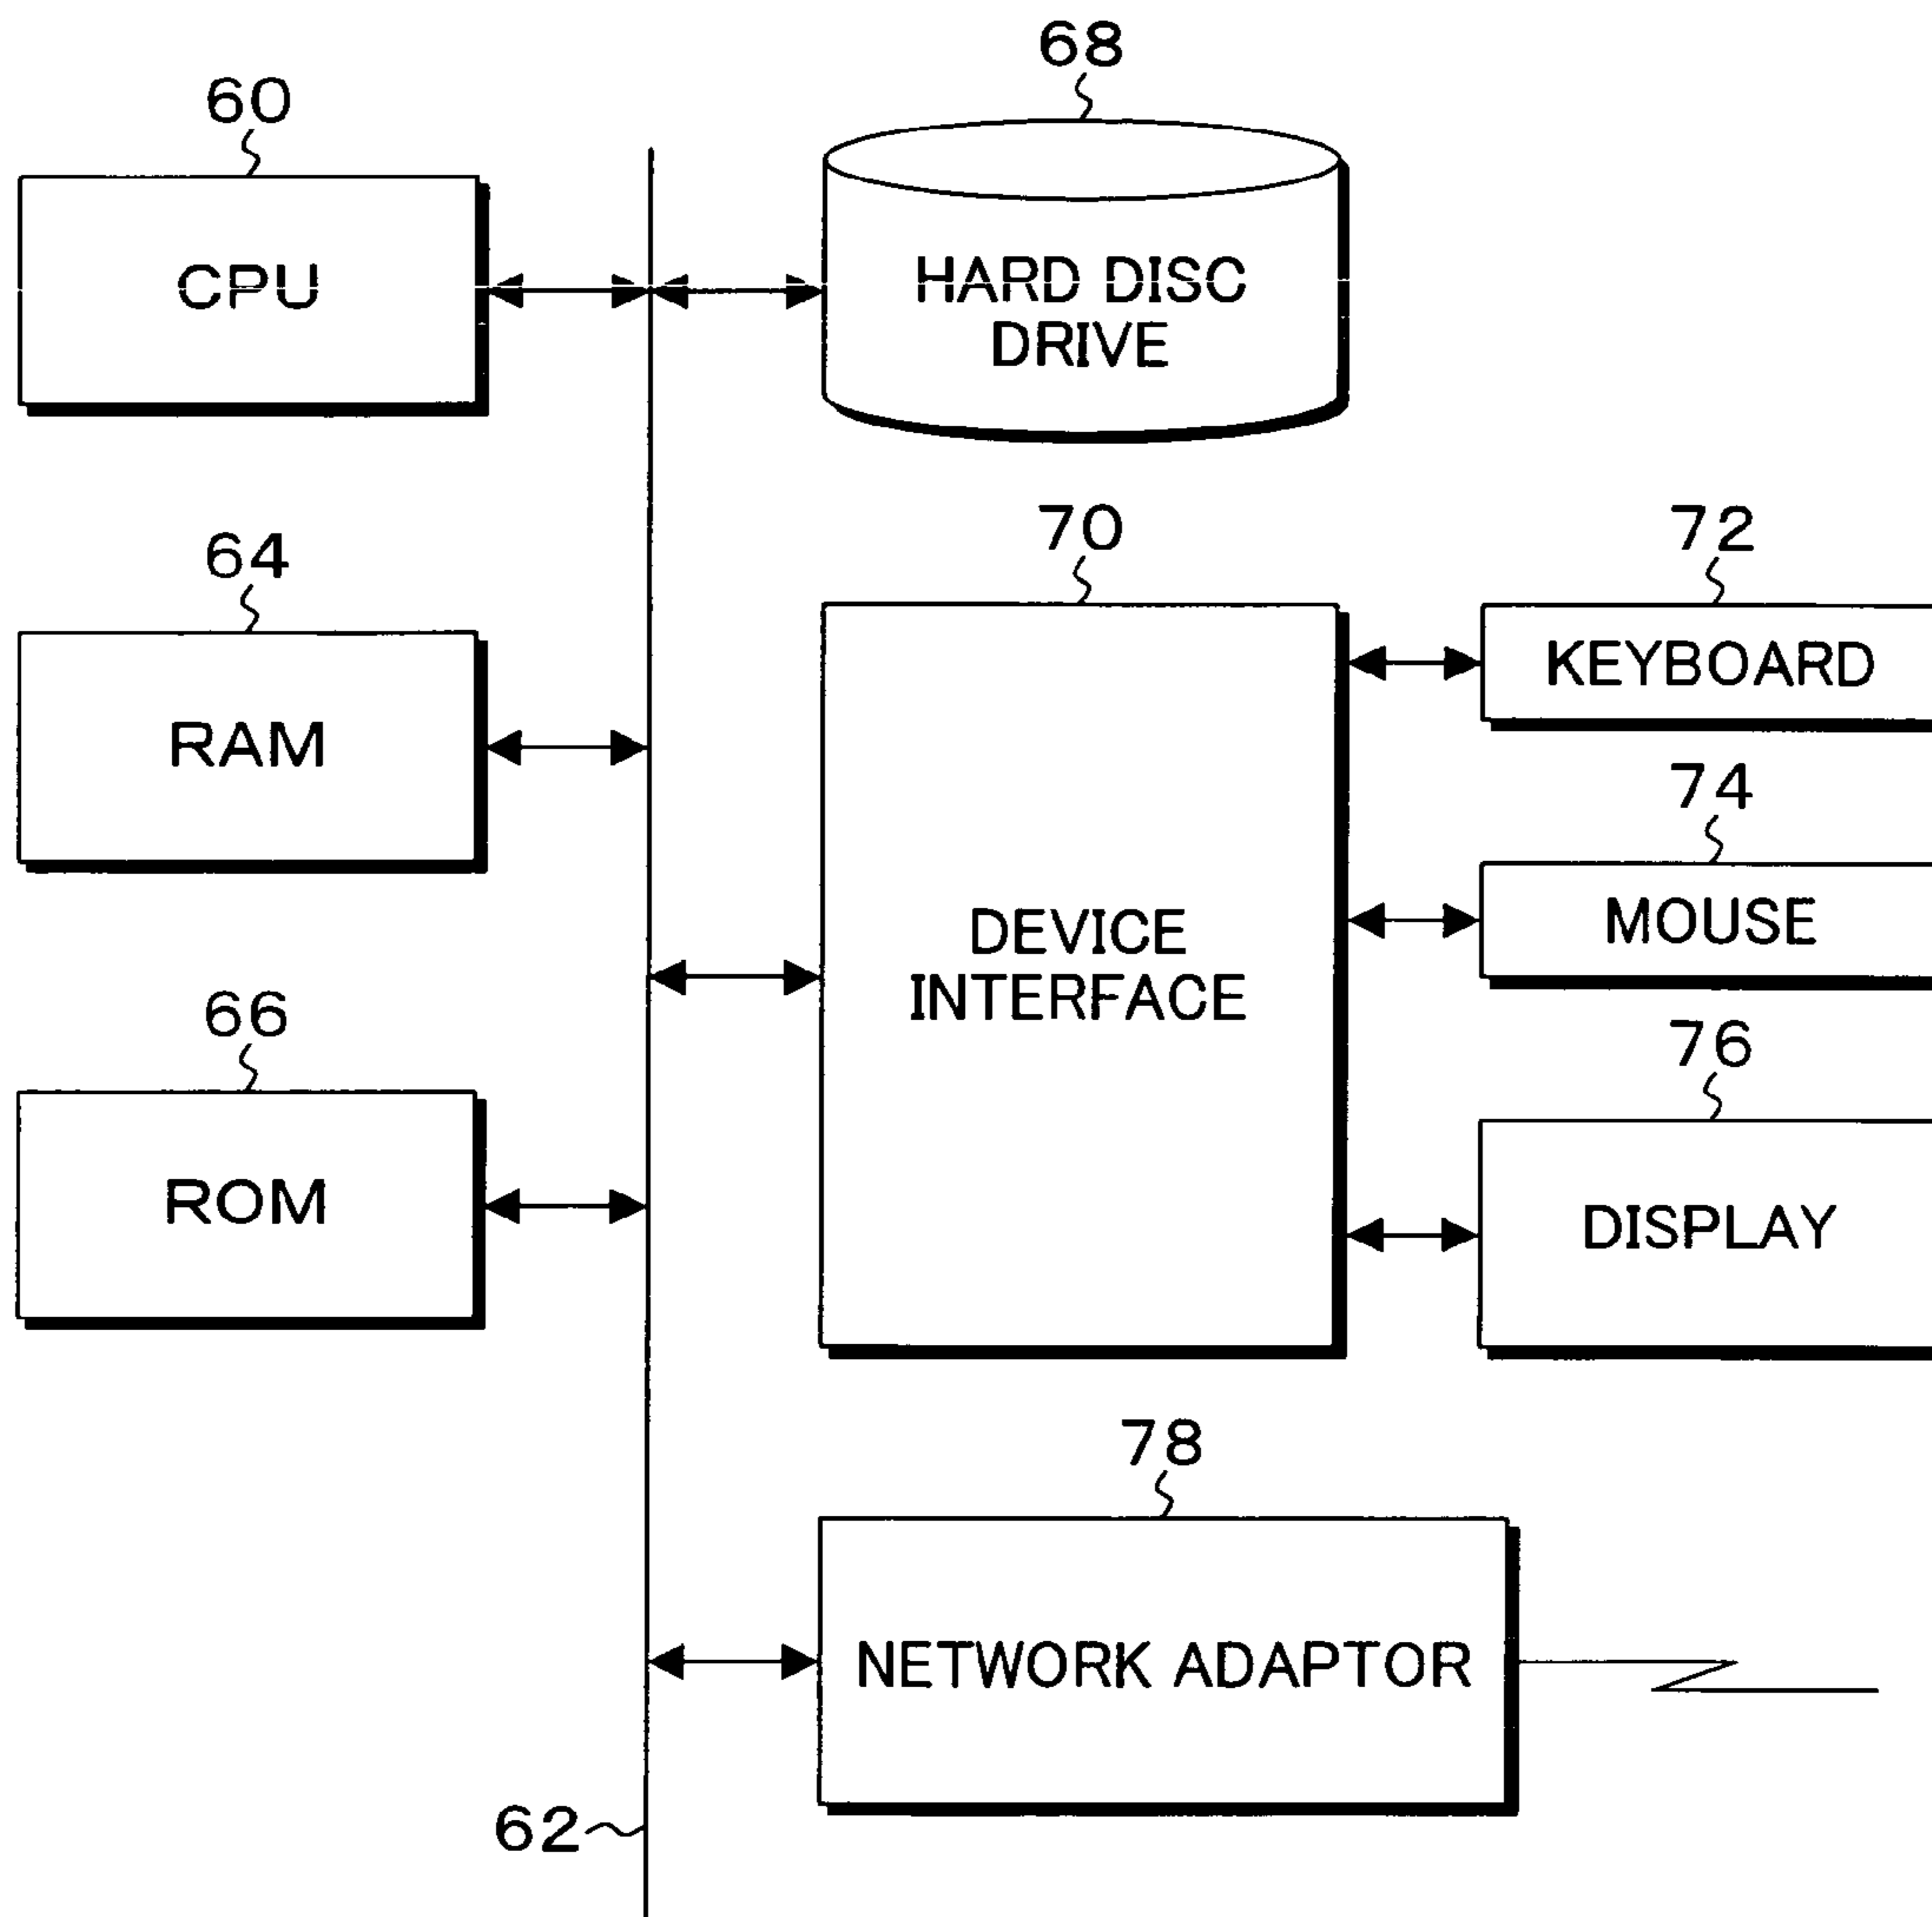 68
60
CPU
HARD DISC
DRIVE
70
72
64
KEYBOARD
RAM
74
MOUSE
DEVICE
INTERFACE
66
76
ROM
DISPLAY
78
NETWORK ADAPTOR
62